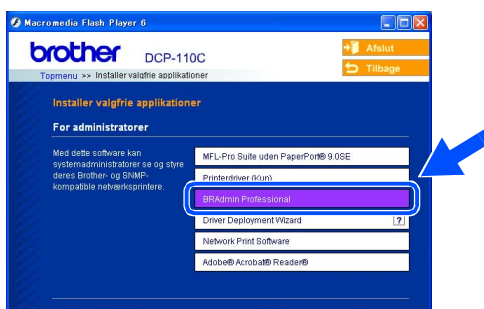 Macromedia Flash Player 6
brother DCP-110C
Afslut
Tilbage
Topmenu >> Installer valgfrie applikationer
Installer valgfrie applikationer
For administratorer
Med dette software kan
systemadministratorer se og styre
deres Brother- og SNMP-
kompatible netværksprintere.
MFL-Pro Suite uden PaperPort® 9.0SE
Printerdriver (Kun)
BRAdmin Professional
Driver Deployment Wizard ?
Network Print Software
Adobe® Acrobat® Reader®